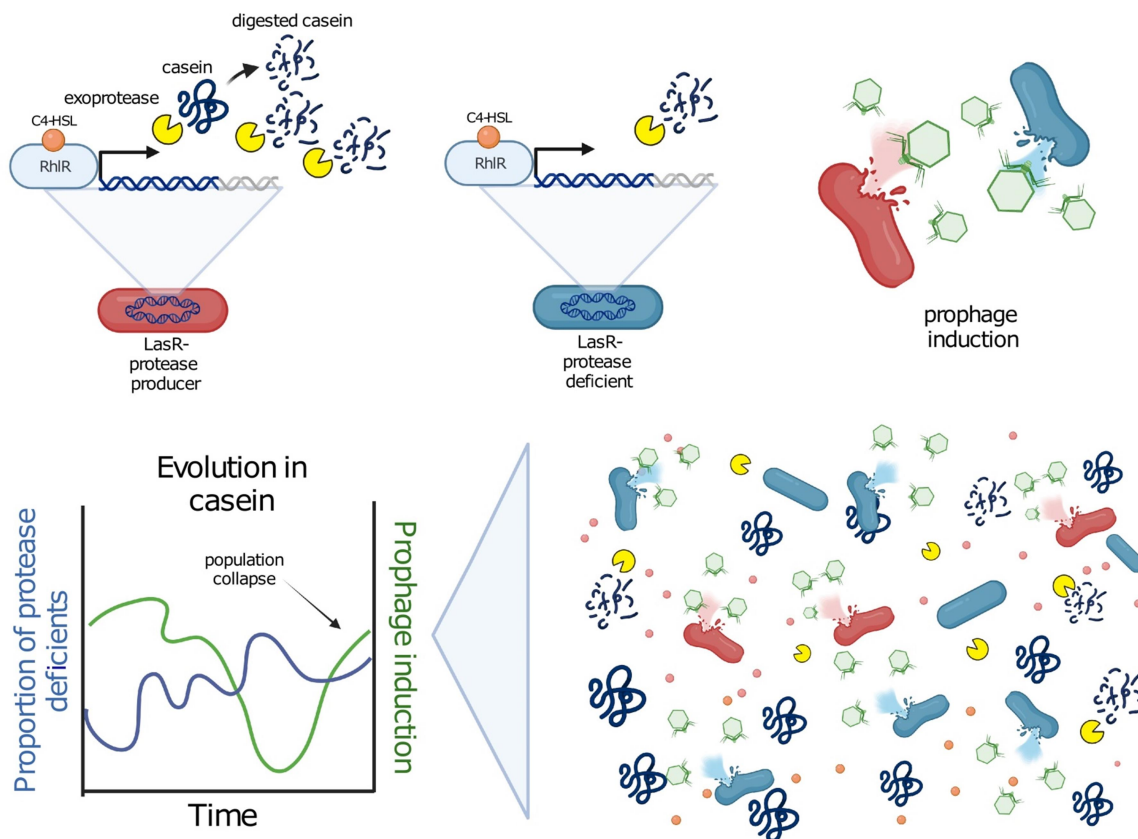 digested casein
casein
exoprotease
C4-HSL
RhlR
LasR-
protease
producer
C4-HSL
RhlR
LasR-
protease
deficient
prophage
induction
Evolution in
casein
population
collapse
Proportion of protease
deficients
Prophage induction
Time